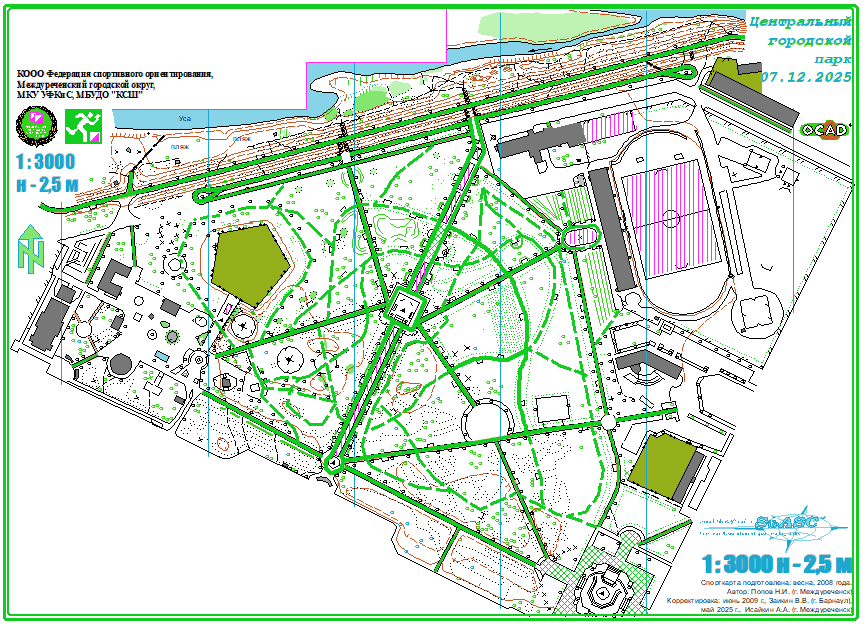 Центральный
городской
парк
07.12.2025
КООО Федерация спортивного ориентирования,
Междуреченский городской округ,
МКУ УФКиС, МБУДО "КСШ"
OCAD
1:3000
н - 2,5 м
Уса
пляж
пляж
1:3000 н - 2,5 м
Спорткарта подготовлена: весна, 2008 года.
Автор: Попов Н.И. (г. Междуреченск)
Корректировка: июнь 2009 г., Заикин В.В. (г. Барнаул),
май 2025 г., Исайкин А.А. (г. Междуреченск)